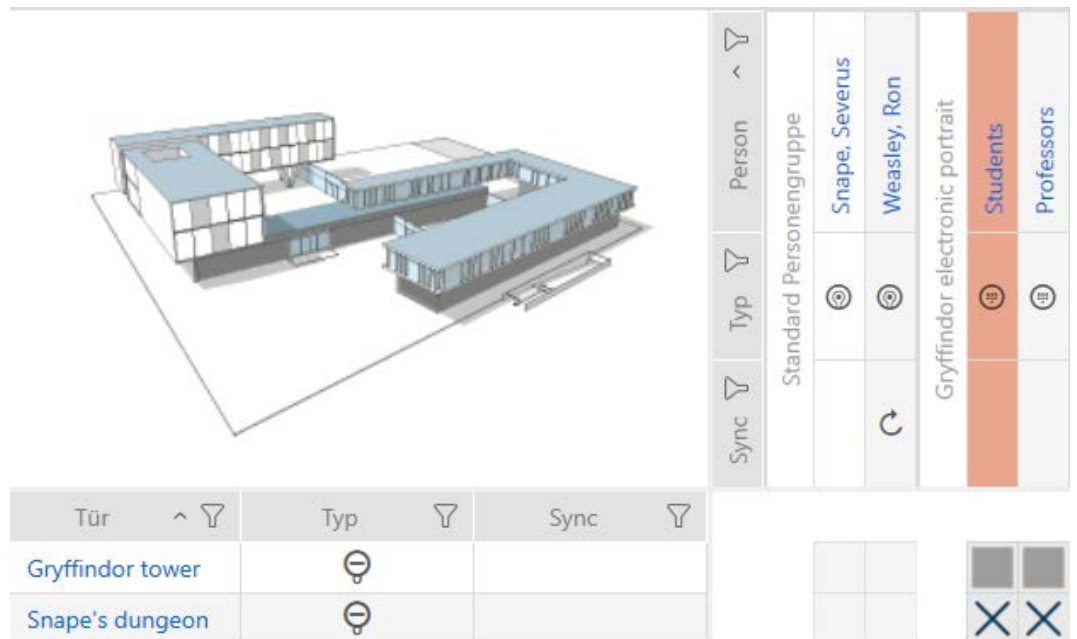 Person
Typ
Sync
Standard Personengruppe
Snape, Severus
Weasley, Ron
Gryffindor electronic portrait
Students
Professors
Tür Typ Sync
Gryffindor tower
Snape's dungeon